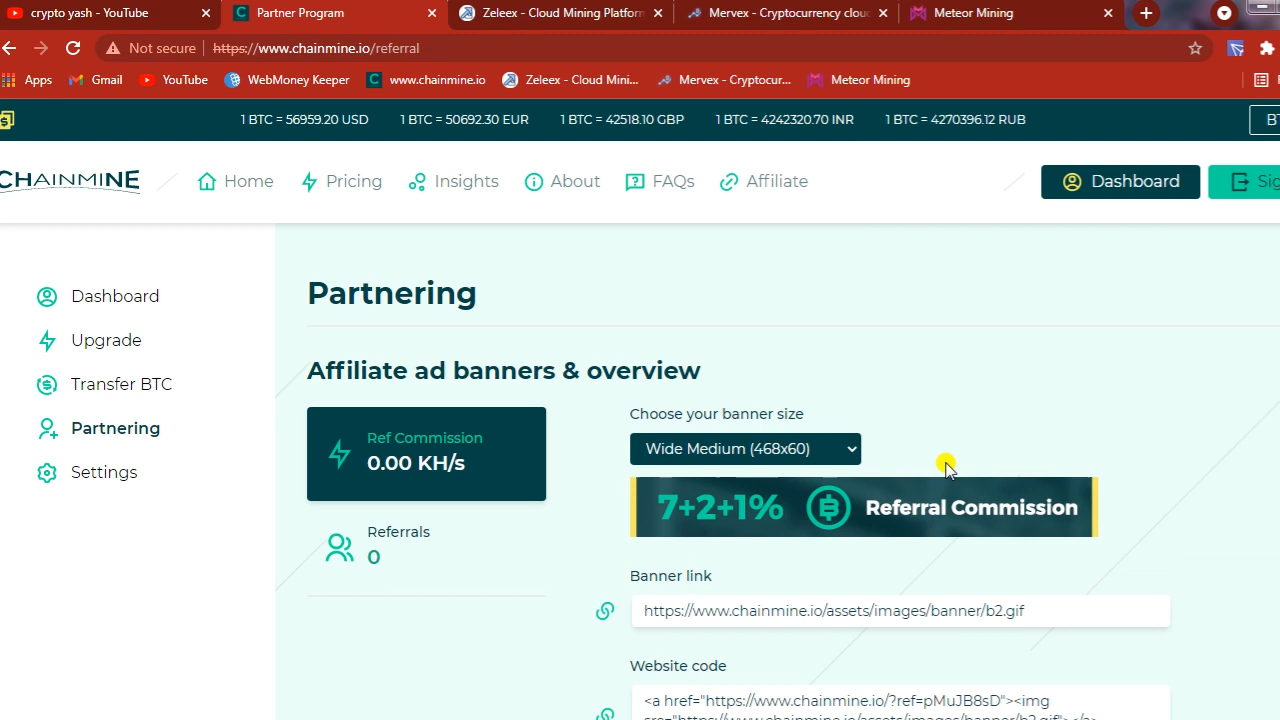 crypto yash - YouTube
Partner Program
Zeleex - Cloud Mining Platform
Mervex - Cryptocurrency clou
Meteor Mining
Not secure
https://www.chainmine.io/referral
Apps
Gmail
YouTube
WebMoney Keeper
www.chainmine.io
Zeleex - Cloud Mini...
Mervex - Cryptocur...
Meteor Mining
1 BTC = 56959.20 USD
1 BTC = 50692.30 EUR
1 BTC = 42518.10 GBP
1 BTC = 4242320.70 INR
1 BTC = 4270396.12 RUB
CHAINMINE
Home
Pricing
Insights
About
FAQs
Affiliate
Dashboard
Dashboard
Upgrade
Transfer BTC
Partnering
Settings
Partnering
Affiliate ad banners & overview
Ref Commission
0.00 KH/s
Referrals
0
Choose your banner size
Wide Medium (468x60)
7+2+1% Referral Commission
Banner link
https://www.chainmine.io/assets/images/banner/b2.gif
Website code
<a href="https://www.chainmine.io/?ref=pMuJB8sD"><img